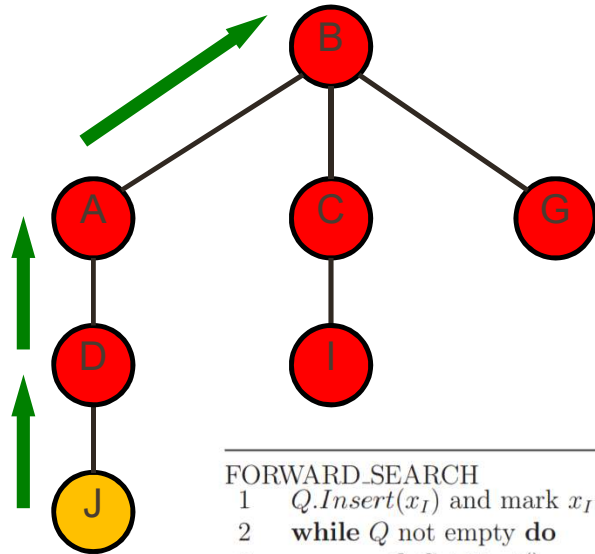 B
A C G
D I
J
FORWARD_SEARCH
1 Q.Insert(x_I) and mark x_I
2 while Q not empty do